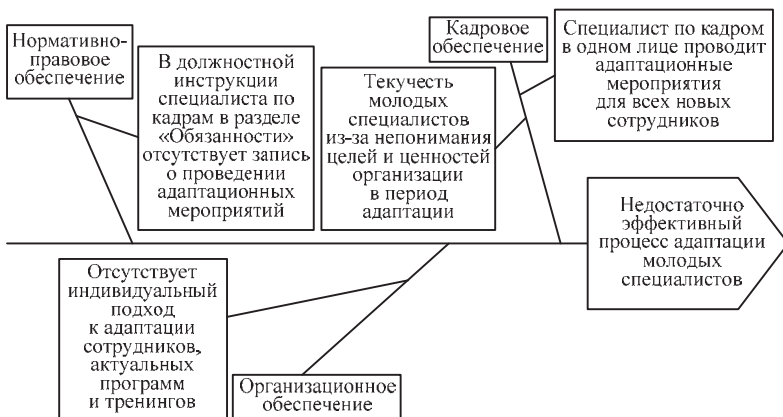 Нормативно-
правовое
обеспечение
В должностной
инструкции
специалиста по
кадрам в разделе
«Обязанности»
отсутствует запись
о проведении
адаптационных
мероприятий
Текучесть
молодых
специалистов
из-за непонимания
целей и ценностей
организации
в период
адаптации
Кадровое
обеспечение
Специалист по кадром
в одном лице проводит
адаптационные
мероприятия
для всех новых
сотрудников
Недостаточно
эффективный
процесс адаптации
молодых
специалистов
Отсутствует
индивидуальный
подход
к адаптации
сотрудников,
актуальных
программ
и тренингов
Организационное
обеспечение